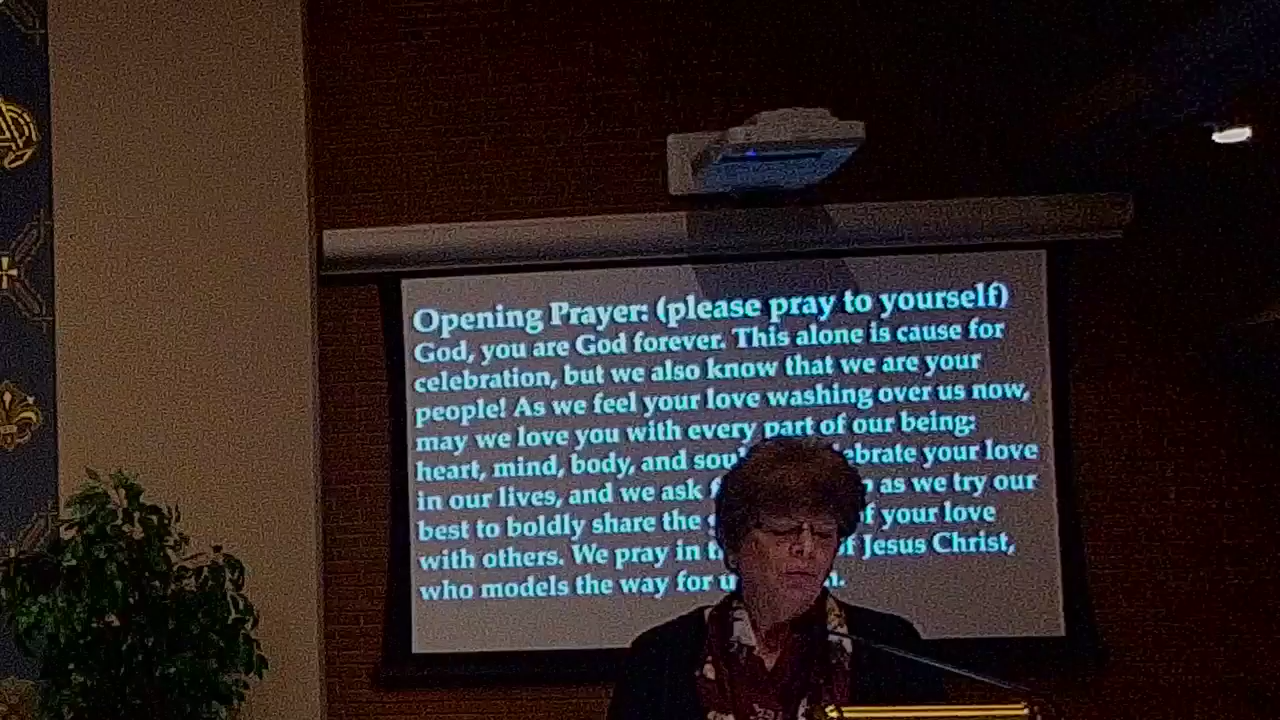 Opening Prayer: (please pray to yourself)
God, you are God forever. This alone is cause for
celebration, but we also know that we are your
people! As we feel your love washing over us now,
may we love you with every part of our being:
heart, mind, body, and your love
in our lives, and we ask as we try our
best to boldly share the your love
with others. We pray in Jesus Christ,
who models the way for